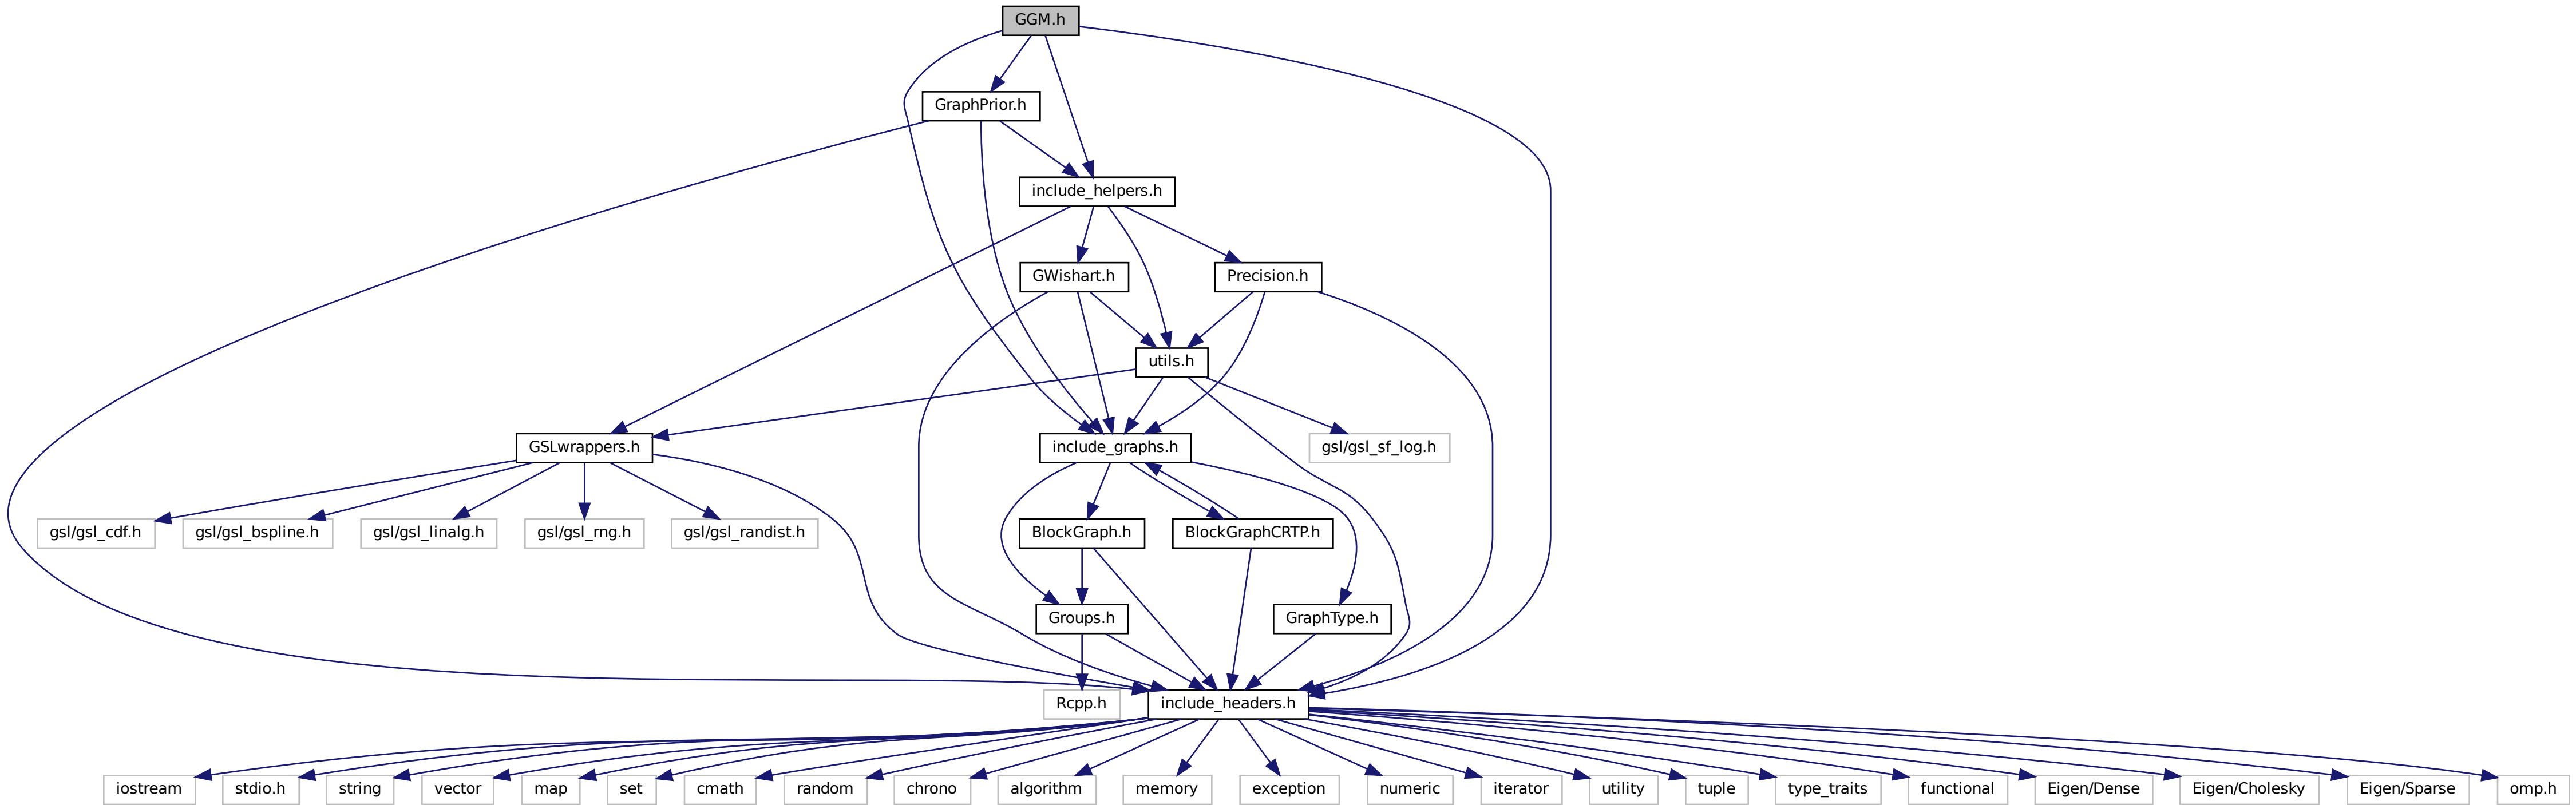 GGM.h
GraphPrior.h
include_helpers.h
GWishart.h
Precision.h
utils.h
GSLwrappers.h
include_graphs.h
gsl/gsl_sf_log.h
gsl/gsl_cdf.h
gsl/gsl_bspline.h
gsl/gsl_linalg.h
gsl/gsl_rng.h
gsl/gsl_randist.h
BlockGraph.h
BlockGraphCRTP.h
Groups.h
GraphType.h
Rcpp.h
include_headers.h
iostream
stdio.h
string
vector
map
set
cmath
random
chrono
algorithm
memory
exception
numeric
iterator
utility
tuple
type_traits
functional
Eigen/Dense
Eigen/Cholesky
Eigen/Sparse
omp.h